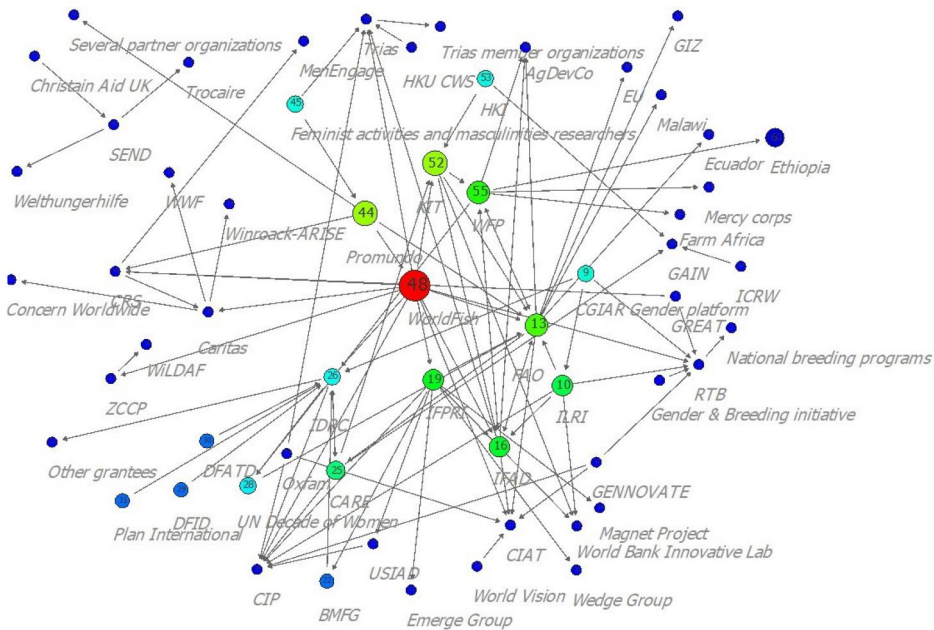 Several partner organizations
Trias
Trias member organizations
GIZ
Christain Aid UK
Trocaire
MenEngage
HKU CWS
53
HKI
AgDevCo
EU
45
Feminist activities and masculinities researchers
Malawi
SEND
Ecuador
Ethiopia
Welthungerhilfe
WWF
52
55
Winroack-ARISE
44
KIT
WFP
Mercy corps
Promundo
Farm Africa
48
9
GAIN
Concern Worldwide
CRS
WorldFish
CGIAR Gender platform
ICRW
Caritas
13
GREAT
WiLDAF
FAO
National breeding programs
ZCCP
26
19
10
RTB
IDRC
IFPRI
ILRI
Gender & Breeding initiative
Other grantees
DFATD
Oxfam
16
IFAD
25
28
CARE
GENNOVATE
Plan International
DFID
UN Decade of Women
Magnet Project
CIAT
World Bank Innovative Lab
CIP
USIAD
BMFG
Emerge Group
World Vision
Wedge Group